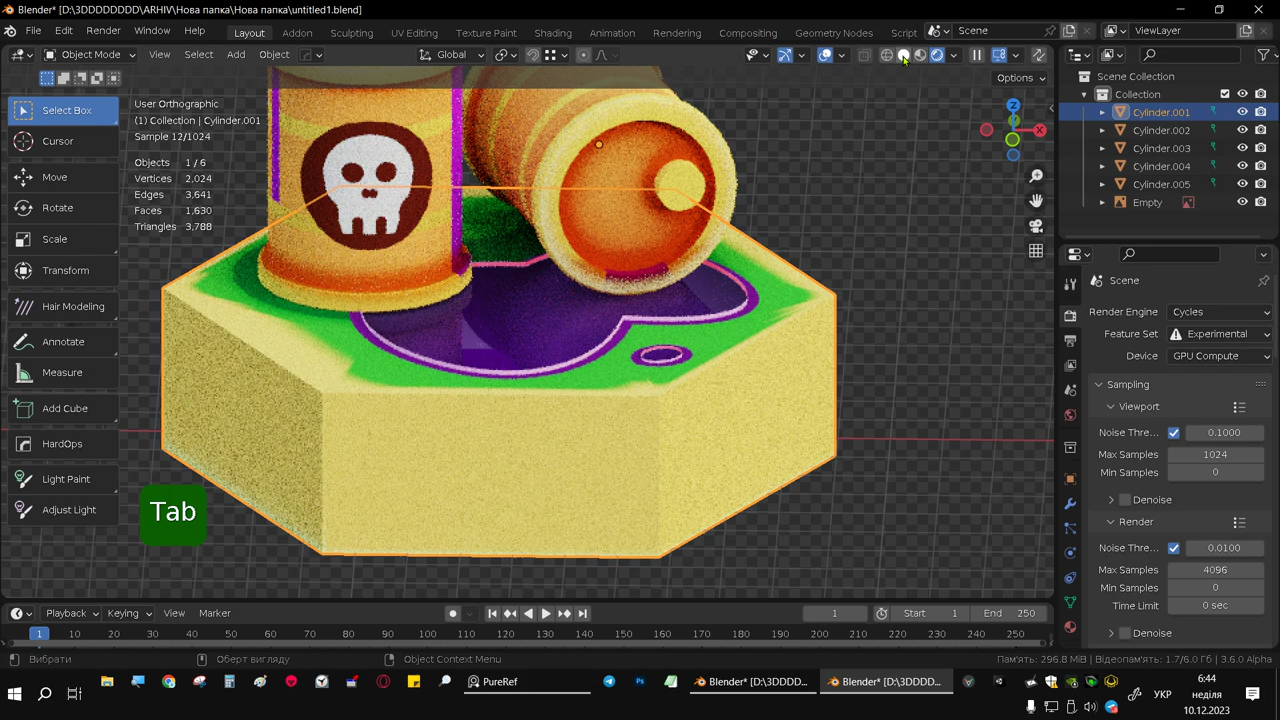 Blender* [D:\3DDDDDDDD\ARHIV\Нова папка\Нова папка\untitled1.blend]
File Edit Render Window Help Layout Addon Sculpting UV Editing Texture Paint Shading Animation Rendering Compositing Geometry Nodes Script Scene ViewLayer
Object Mode View Select Add Object Global
Options
Select Box
Cursor
Move
Rotate
Scale
Transform
Hair Modeling
Annotate
Measure
Add Cube
HardOps
Light Paint
Adjust Light
User Orthographic
(1) Collection | Cylinder.001
Sample 12/1024
Objects 1 / 6
Vertices 2,024
Edges 3,641
Faces 1,630
Triangles 3,788
Z
X
Tab
Scene Collection
Collection
Cylinder.001
Cylinder.002
Cylinder.003
Cylinder.004
Cylinder.005
Empty
Scene
Render Engine Cycles
Feature Set Experimental
Device GPU Compute
Sampling
Viewport
Noise Thre... 0.1000
Max Samples 1024
Min Samples 0
Denoise
Render
Noise Thre... 0.0100
Max Samples 4096
Min Samples 0
Time Limit 0 sec
Denoise
Playback Keying View Marker 1 Start 1 End 250
1 10 20 30 40 50 60 70 80 90 100 110 120 130 140 150 160 170 180 190 200 210 220 230 240 250
Вибрати Оберт вигляду Object Context Menu Пам'ять: 296.8 MiB | Відеопам'ять: 1.7/6.0 Гб | 3.6.0 Alpha
PureRef Blender* [D:\3DDDD... Blender* [D:\3DDDD... УКР 6:44
неділя
10.12.2023